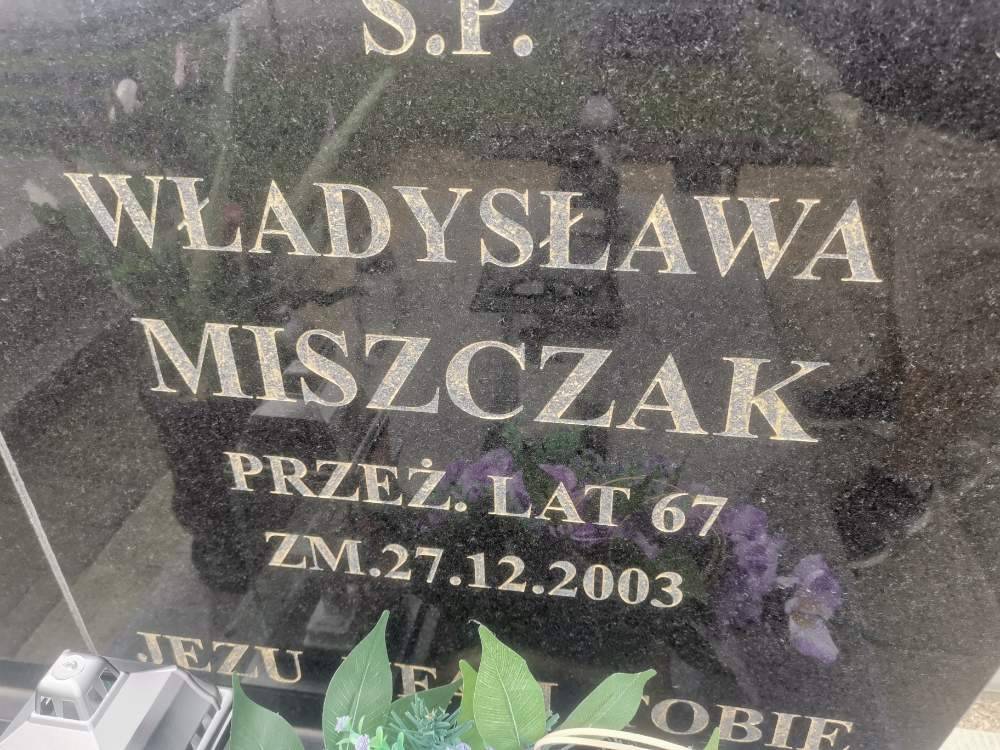 Ś.P.
WŁADYSŁAWA
MISZCZAK
PRZEŻ. LAT 67
ZM.27.12.2003
JEZU TOBIE